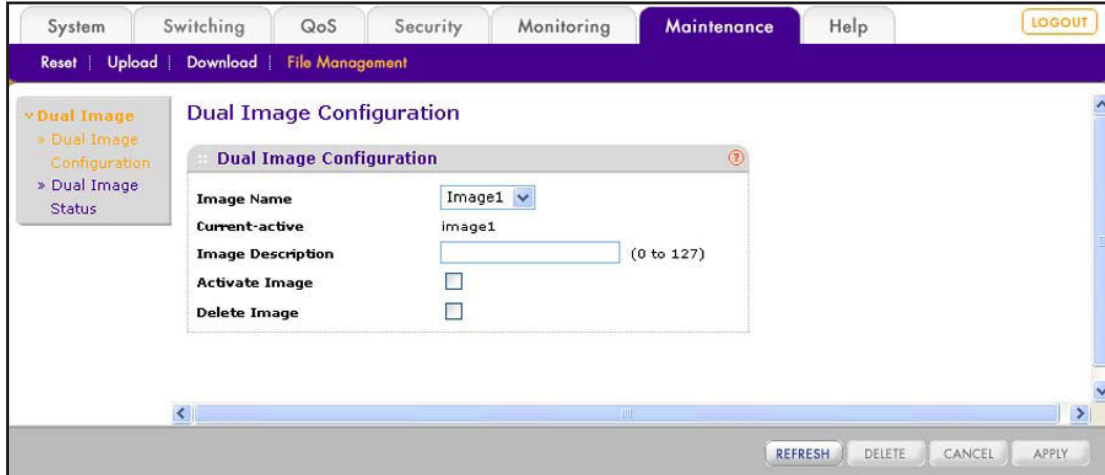 System Switching QoS Security Monitoring Maintenance Help LOGOUT
Reset | Upload | Download | File Management
Dual Image
» Dual Image
Configuration
» Dual Image
Status
Dual Image Configuration
Dual Image Configuration ?
Image Name Image1
Current-active image1
Image Description (0 to 127)
Activate Image
Delete Image
REFRESH DELETE CANCEL APPLY